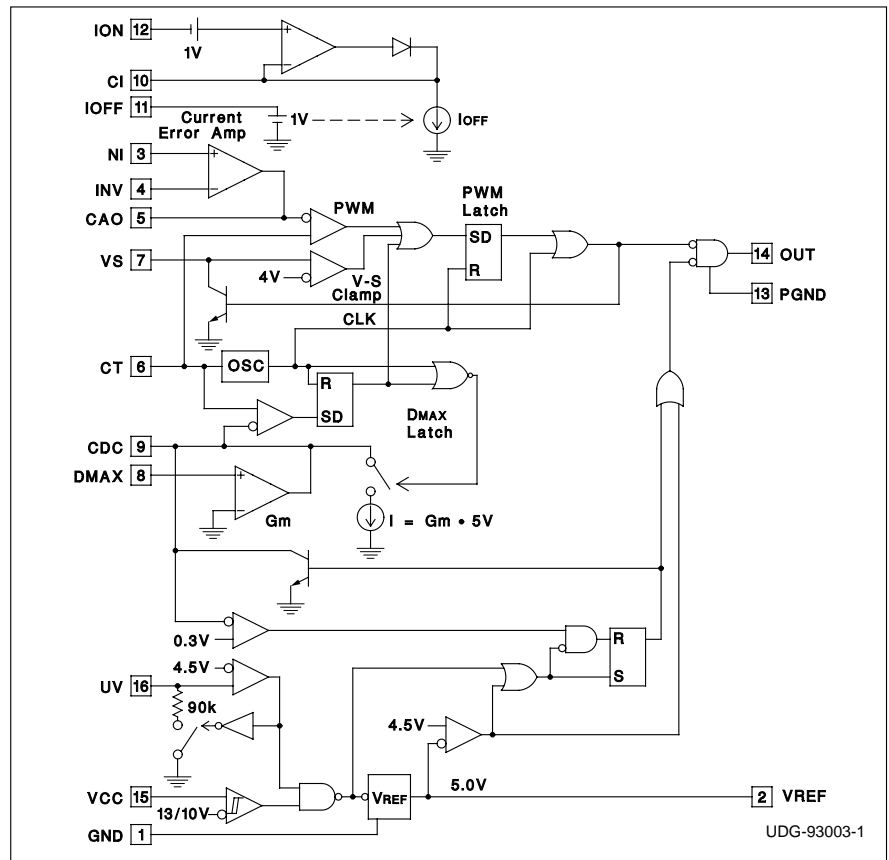 ION 12
1V
CI 10
IOFF 11
1V
IOFF
Current
Error Amp
NI 3
INV 4
CAO 5
PWM
PWM
Latch
SD
R
VS 7
4V
V-S
Clamp
14 OUT
13 PGND
CLK
CT 6
OSC
R
SD
DMAX
Latch
CDC 9
DMAX 8
Gm
I = Gm • 5V
0.3V
R
S
4.5V
UV 16
90k
4.5V
VCC 15
13/10V
VREF
5.0V
2 VREF
GND 1
UDG-93003-1